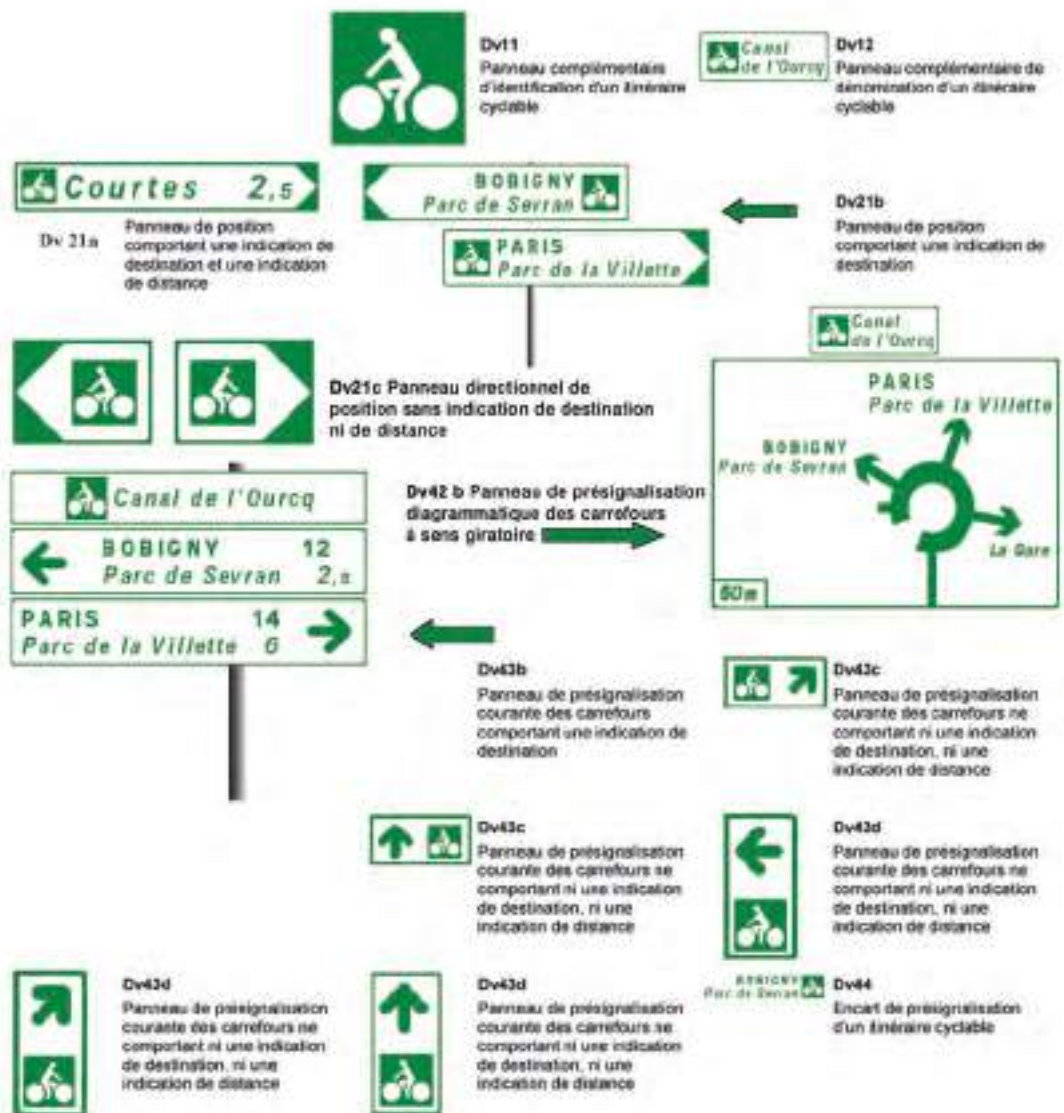 Dv11
Panneau complémentaire
d'identification d'un itinéraire
cyclable
Canal
de l'Ourcq
Dv12
Panneau complémentaire de
dénomination d'un itinéraire
cyclable
Courtes 2,5
Dv 21a
Panneau de position
comportant une indication de
destination et une indication
de distance
BOBIGNY
Parc de Sevran
PARIS
Parc de la Villette
Dv21b
Panneau de position
comportant une indication de
destination
Dv21c Panneau directionnel de
position sans indication de destination
ni de distance
Canal
de l'Ourcq
PARIS
Parc de la Villette
BOBIGNY
Parc de Sevran
La Gare
Canal de l'Ourcq
BOBIGNY 12
Parc de Sevran
PARIS 14
Parc de la Villette 6
Dv42 b Panneau de présignalisation
diagrammatique des carrefours
à sens giratoire
Dv43b
Panneau de présignalisation
courante des carrefours
comportant une indication de
destination
Dv43c
Panneau de présignalisation
courante des carrefours ne
comportant ni une indication
de destination, ni une
indication de distance
Dv43c
Panneau de présignalisation
courante des carrefours ne
comportant ni une indication
de destination, ni une
indication de distance
Dv43d
Panneau de présignalisation
courante des carrefours ne
comportant ni une indication
de destination, ni une
indication de distance
Dv43d
Panneau de présignalisation
courante des carrefours ne
comportant ni une indication
de destination, ni une
indication de distance
Dv43d
Panneau de présignalisation
courante des carrefours ne
comportant ni une indication
de destination, ni une
indication de distance
BOBIGNY
Parc de Sevran
Dv44
Encart de présignalisation
d'un itinéraire cyclable